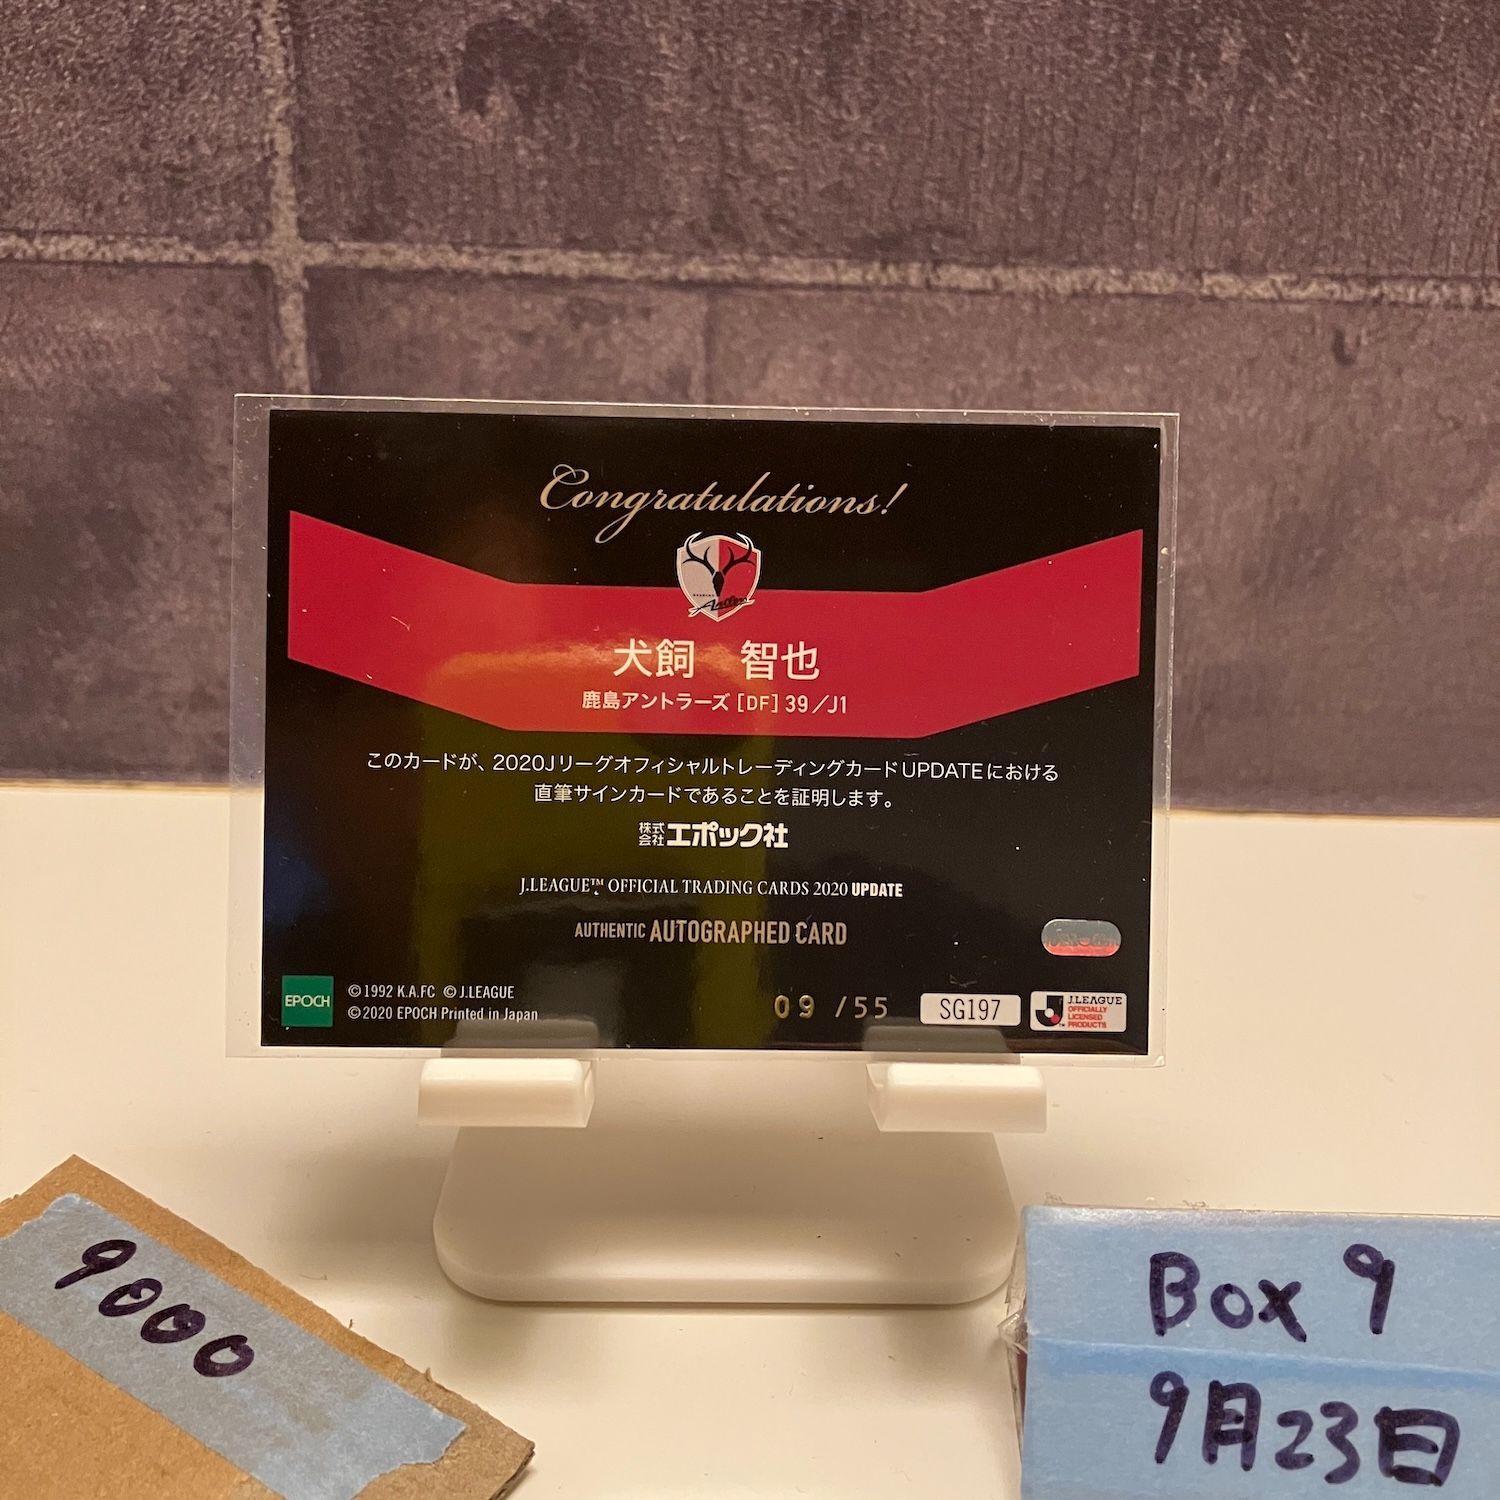 Congratulations!
Antlers
犬飼 智也
鹿島アントラーズ [DF] 39/J1
このカードが、2020Jリーグオフィシャルトレーディングカード UPDATEにおける
直筆サインカードであることを証明します。
株式会社エポック社
J.LEAGUE™ OFFICIAL TRADING CARDS 2020 UPDATE
AUTHENTIC AUTOGRAPHED CARD
EPOCH
©1992 K.A.FC ©J.LEAGUE
©2020 EPOCH Printed in Japan
09 /55
SG197
J.LEAGUE
OFFICIALLY
LICENSED
PRODUCTS
9000
Box 9
9月23日